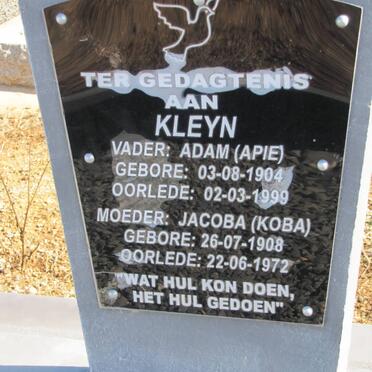 TER GEDAGTENIS
AAN
KLEYN
VADER: ADAM (APIE)
GEBORE: 03-08-1904
OORLEDE: 02-03-1999
MOEDER: JACOBA (KOBA)
GEBORE: 26-07-1908
OORLEDE: 22-06-1972
"WAT HUL KON DOEN,
HET HUL GEDOEN"